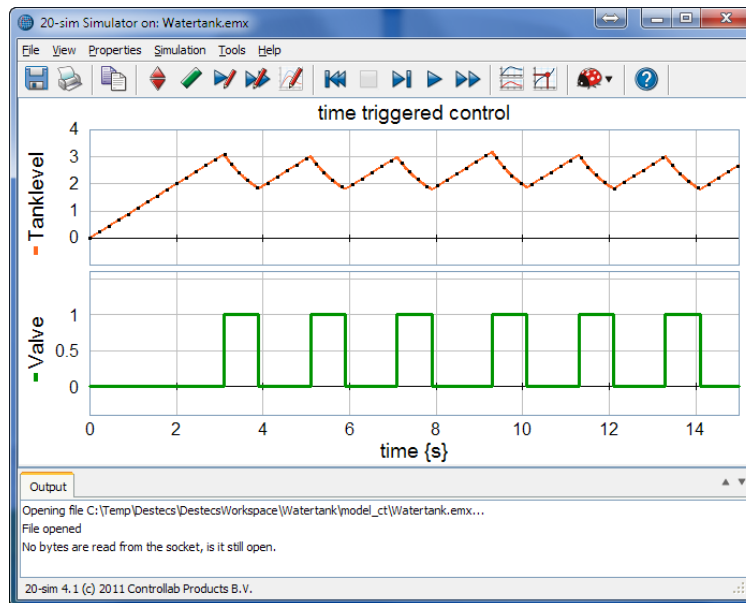 20-sim Simulator on: Watertank.emx
File View Properties Simulation Tools Help
time triggered control
4
3
2
1
0
Tanklevel
1
0.5
0
Valve
0 2 4 6 8 10 12 14
time {s}
Output
Opening file C:\Temp\Destecs\DestecsWorkspace\Watertank\model_ct\Watertank.emx...
File opened
No bytes are read from the socket, is it still open.
20-sim 4.1 (c) 2011 Controllab Products B.V.